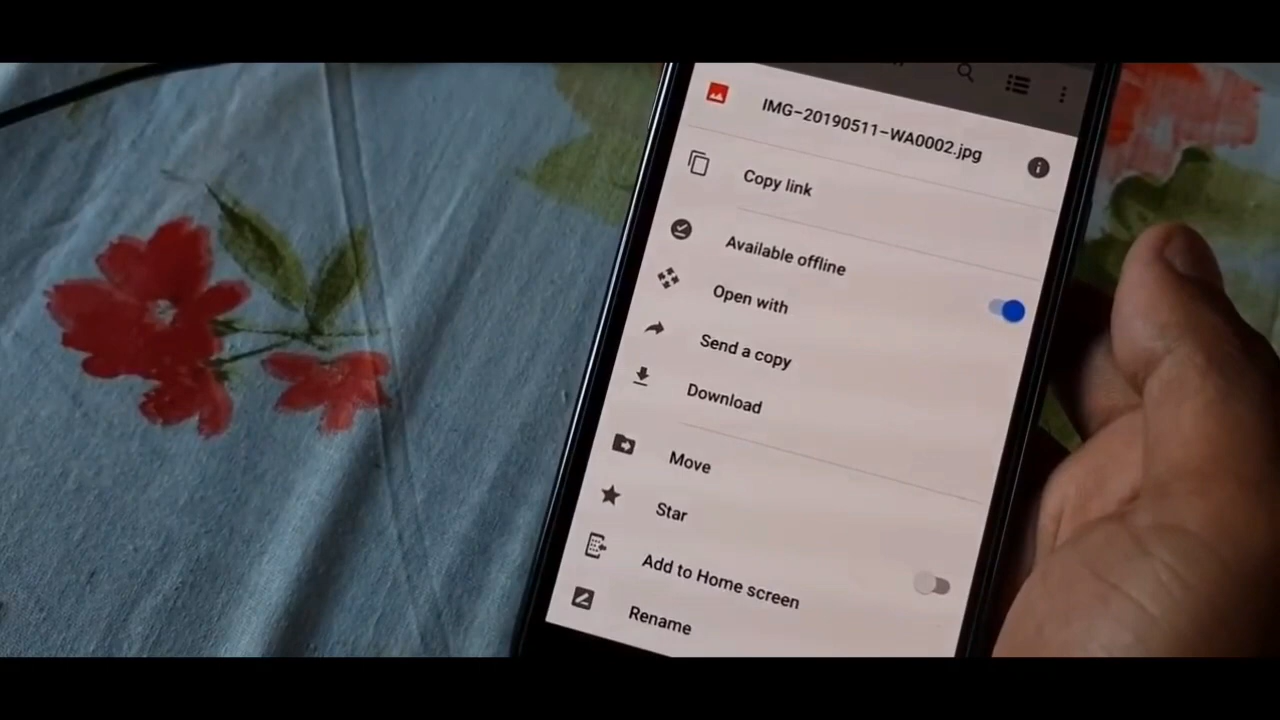 IMG-20190511-WA0002.jpg
Copy link
Available offline
Open with
Send a copy
Download
Move
Star
Add to Home screen
Rename